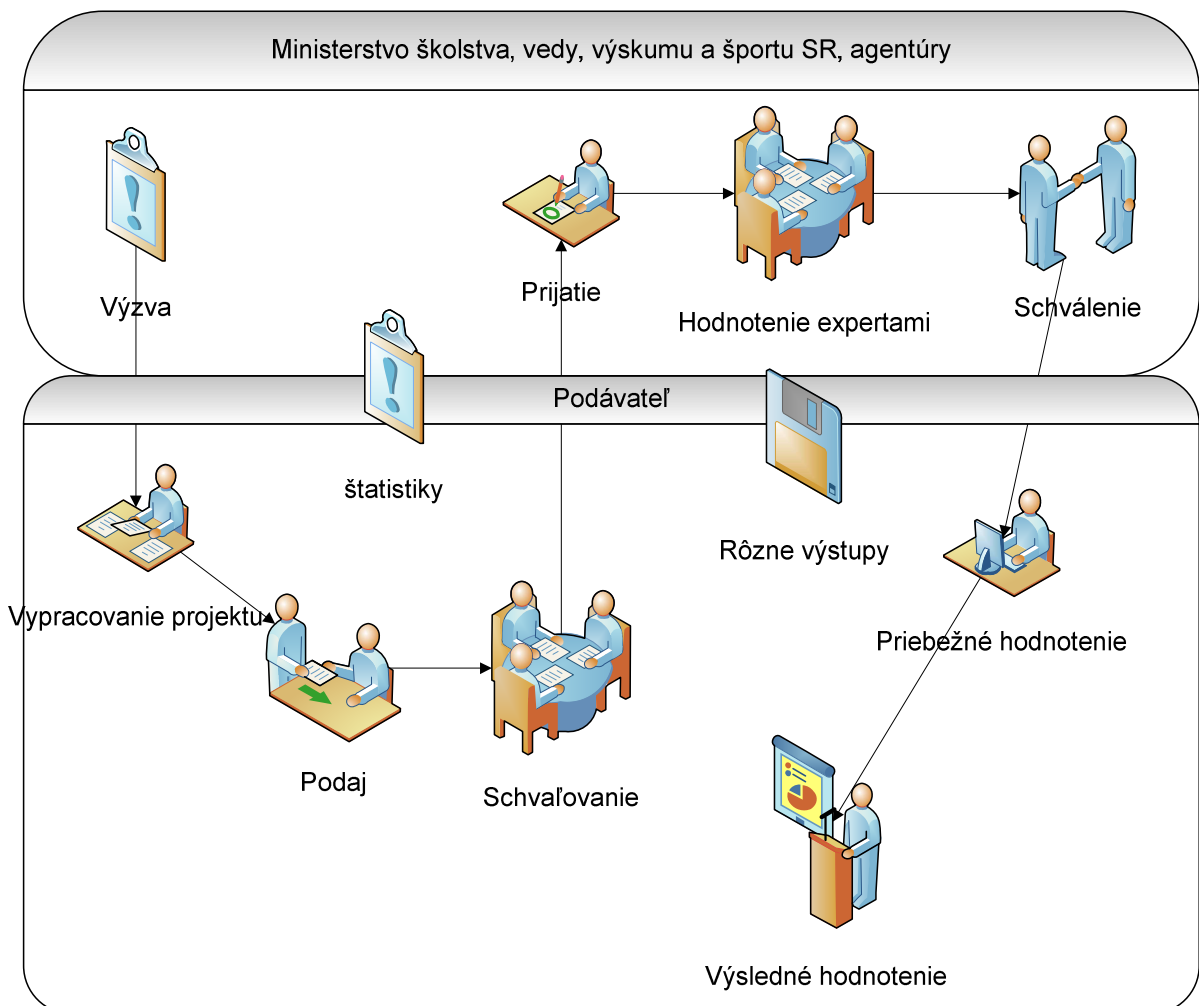 Ministerstvo školstva, vedy, výskumu a športu SR, agentúry
Výzva
Prijatie
Hodnotenie expertami
Schválenie
Podávateľ
štatistiky
Rôzne výstupy
Vypracovanie projektu
Priebežné hodnotenie
Podaj
Schvaľovanie
Výsledné hodnotenie